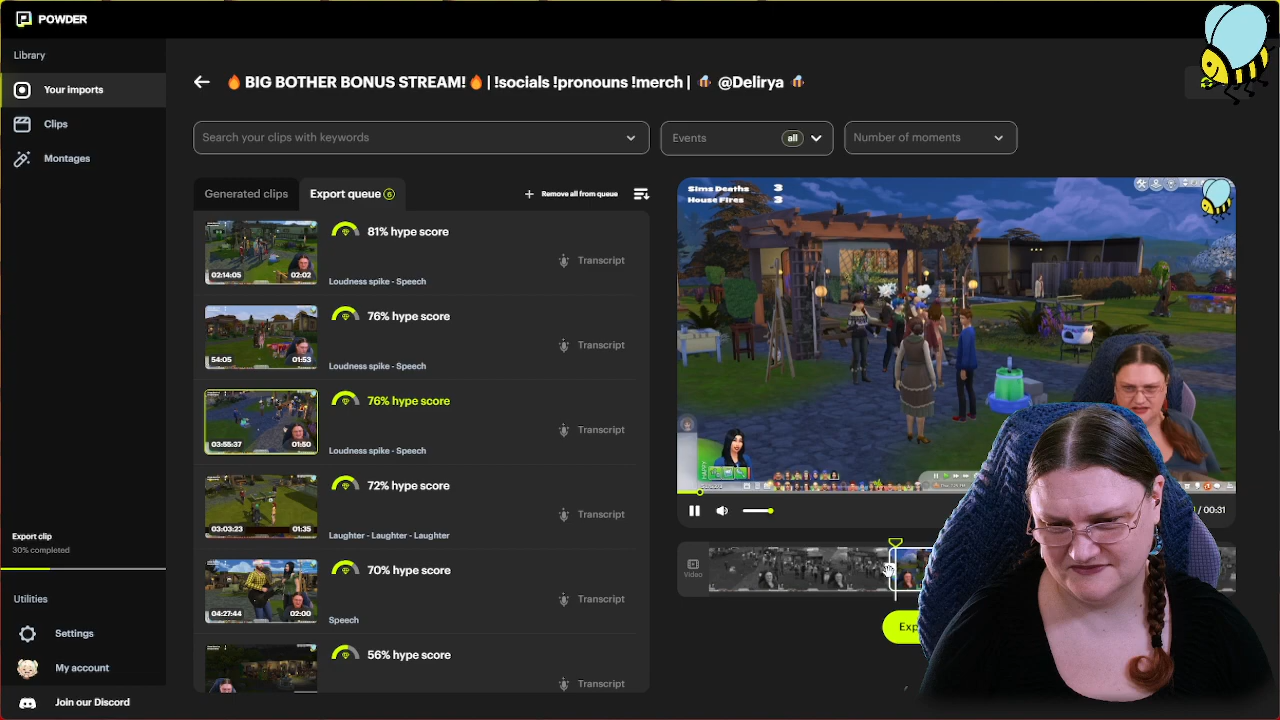 POWDER
Library
Your imports
Clips
Montages
Export clip
30% completed
Utilities
Settings
My account
Join our Discord
🔥 BIG BOTHER BONUS STREAM! 🔥 | !socials !pronouns !merch | 🐝 @Delirya 🐝
Search your clips with keywords
Events
all
Number of moments
Generated clips
Export queue 6
Remove all from queue
81% hype score
02:14:05
02:02
Loudness spike - Speech
Transcript
76% hype score
54:05
01:53
Loudness spike - Speech
Transcript
76% hype score
03:55:37
01:50
Loudness spike - Speech
Transcript
72% hype score
03:03:23
01:35
Laughter - Laughter - Laughter
Transcript
70% hype score
04:27:44
02:00
Speech
Transcript
56% hype score
Transcript
Sims Deaths 3
House Fires 3
/ 00:31
Video
Exp